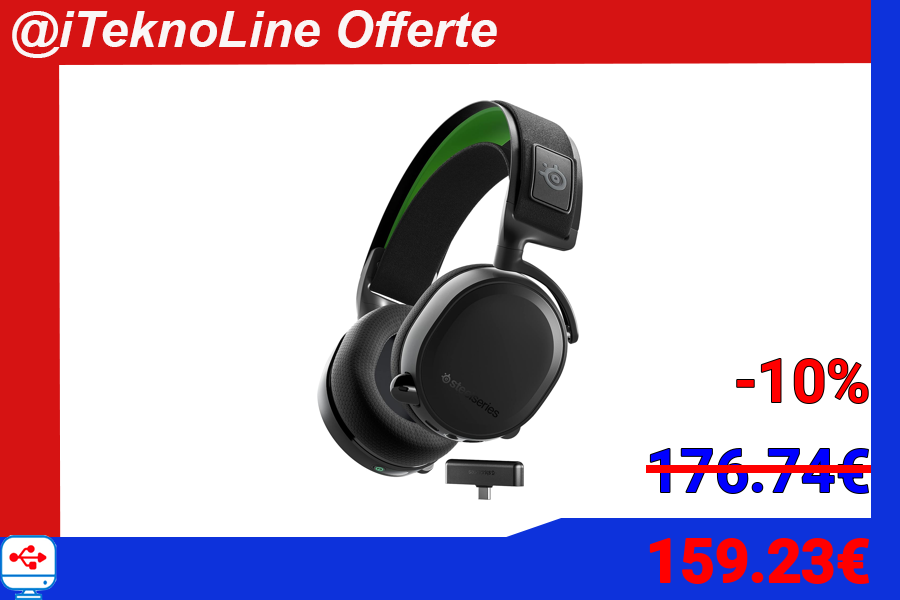 @iTeknoLine Offerte
steelseries
-10%
176.74€
159.23€